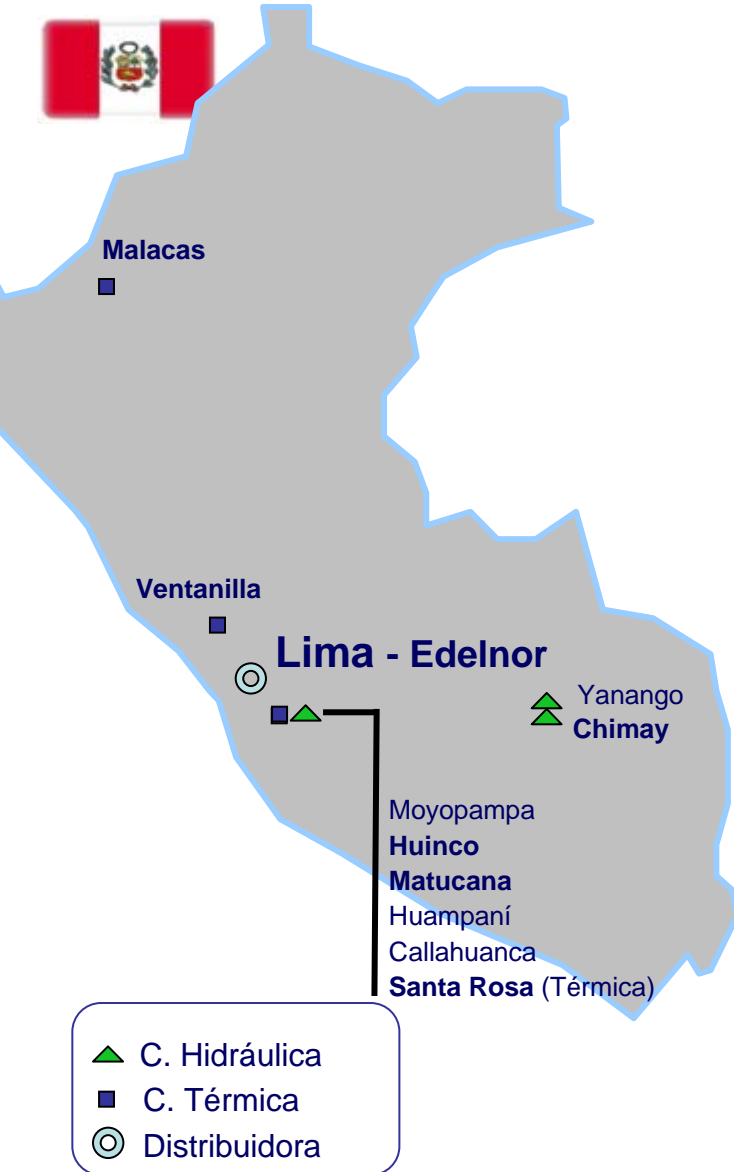 Malacas
Ventanilla
Lima - Edelnor
Yanango
Chimay
Moyopampa
Huinco
Matucana
Huampaní
Callahuanca
Santa Rosa (Térmica)
C. Hidráulica
C. Térmica
Distribuidora